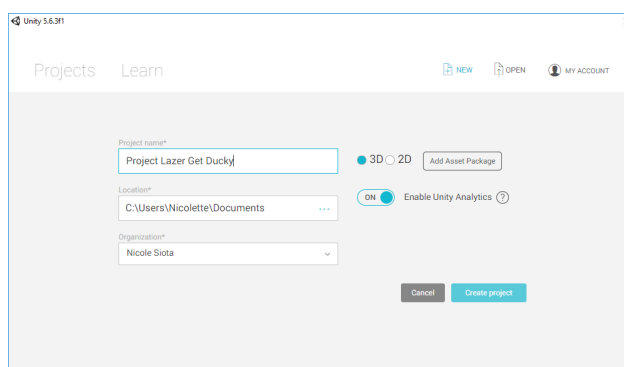 Unity 5.6.3f1
Projects Learn NEW OPEN MY ACCOUNT
Project name*
Project Lazer Get Ducky 3D 2D Add Asset Package
Location*
C:\Users\Nicolette\Documents ... ON Enable Unity Analytics ?
Organization*
Nicole Siota
Cancel Create project